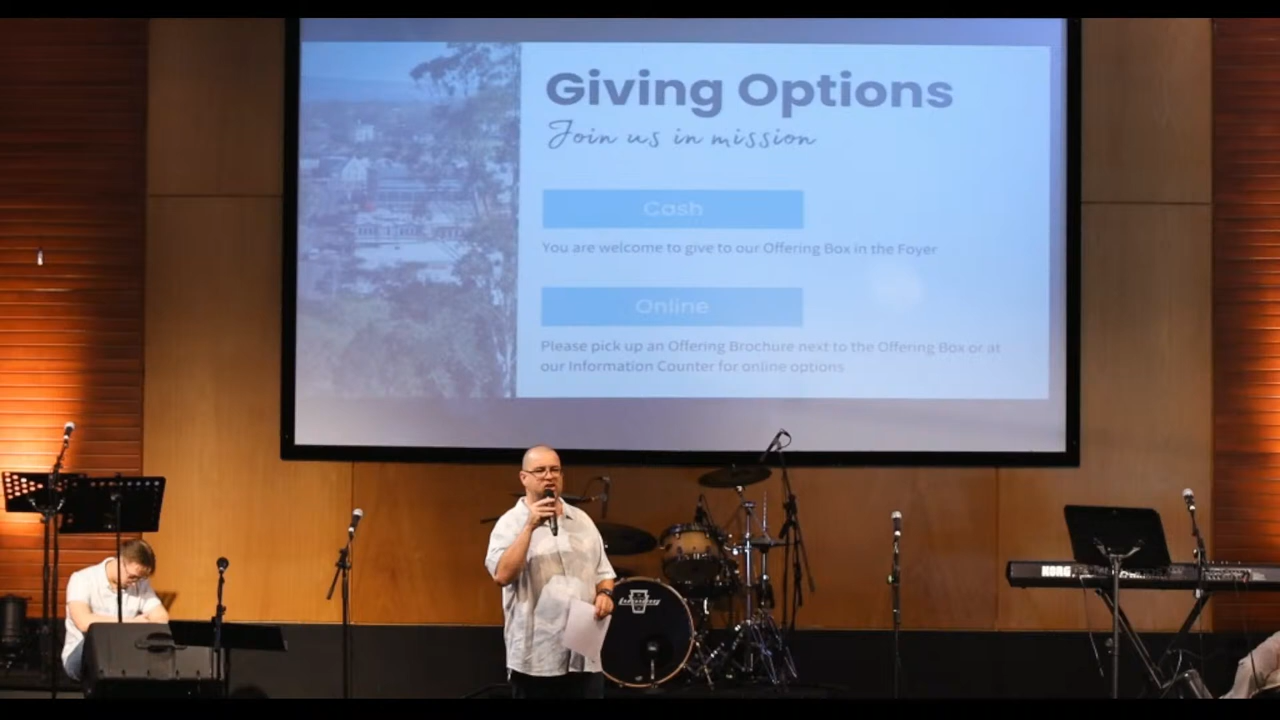 Giving Options
Join us in mission
Cash
You are welcome to give to our Offering Box in the Foyer
Online
Please pick up an Offering Brochure next to the Offering Box or at
our Information Counter for online options
KORG